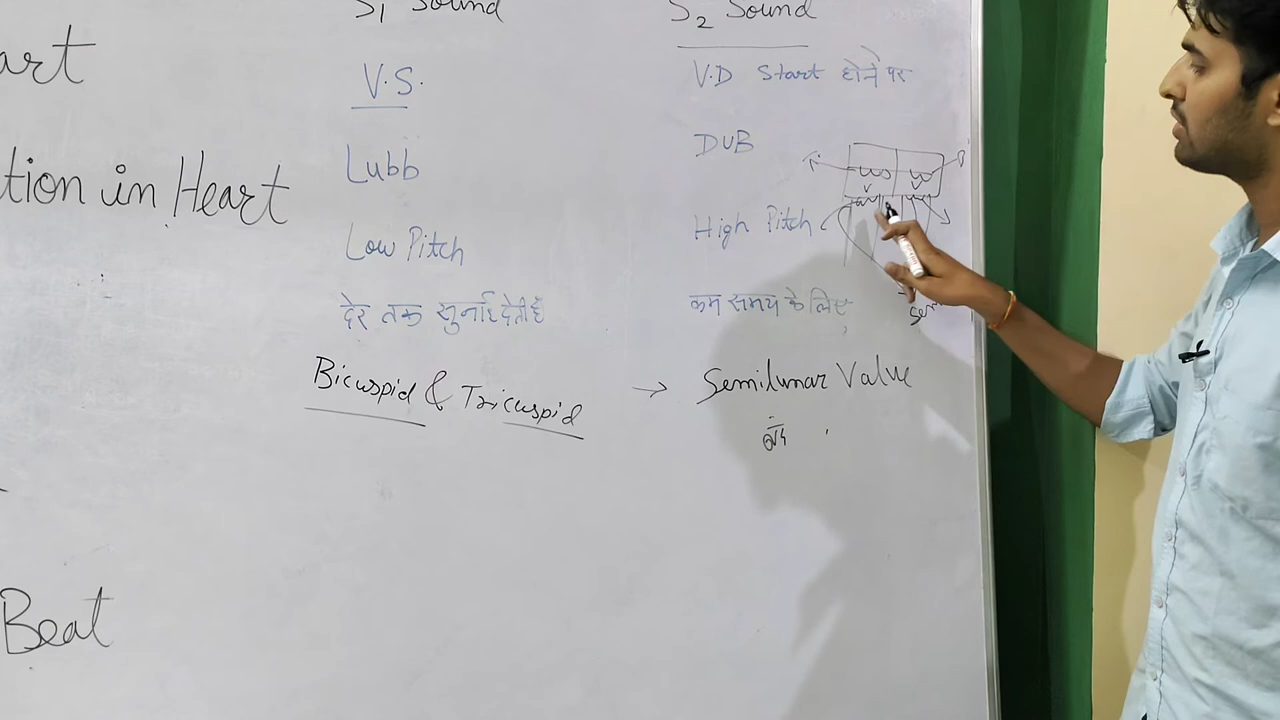 S1 Sound
S2 Sound
art
V.S.
V.D Start होने पर
Lubb
DUB
tion in Heart
Low Pitch
High Pitch
देर तक सुनाई देती है
कम समय के लिए
Bicuspid & Tricuspid
→ Semilunar Valve
बंद
Beat